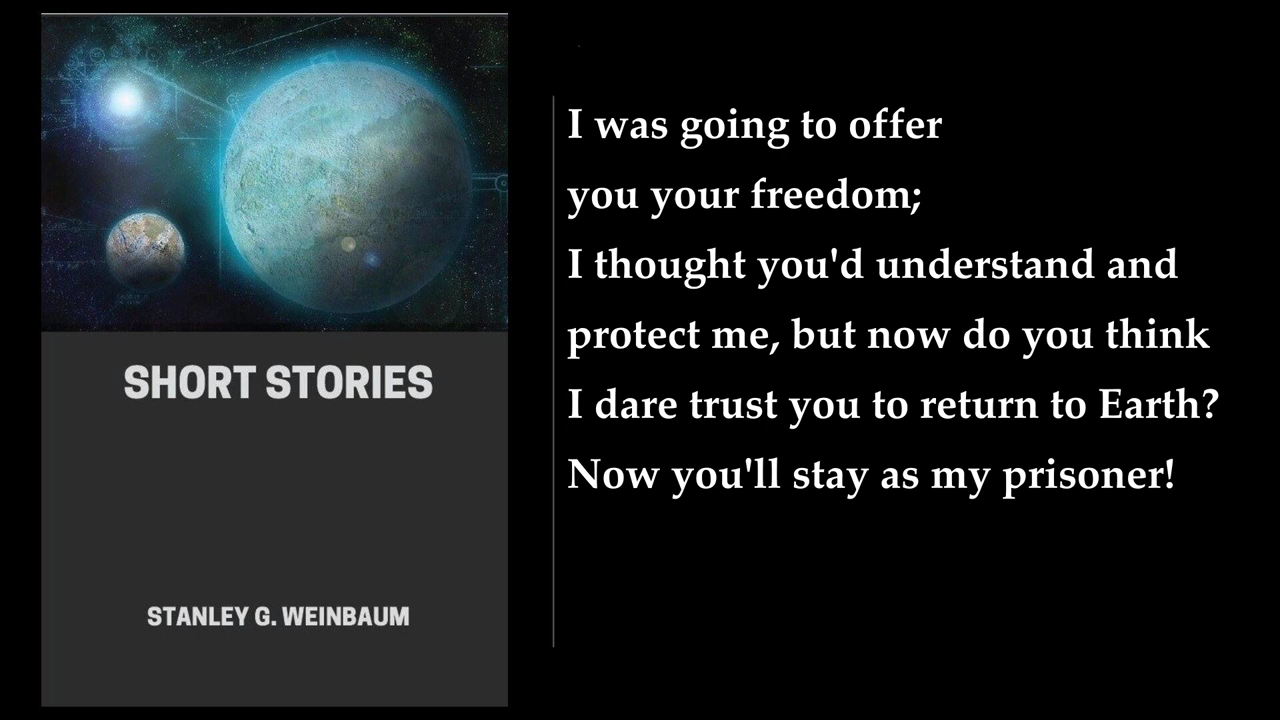 SHORT STORIES
STANLEY G. WEINBAUM
I was going to offer
you your freedom;
I thought you'd understand and
protect me, but now do you think
I dare trust you to return to Earth?
Now you'll stay as my prisoner!